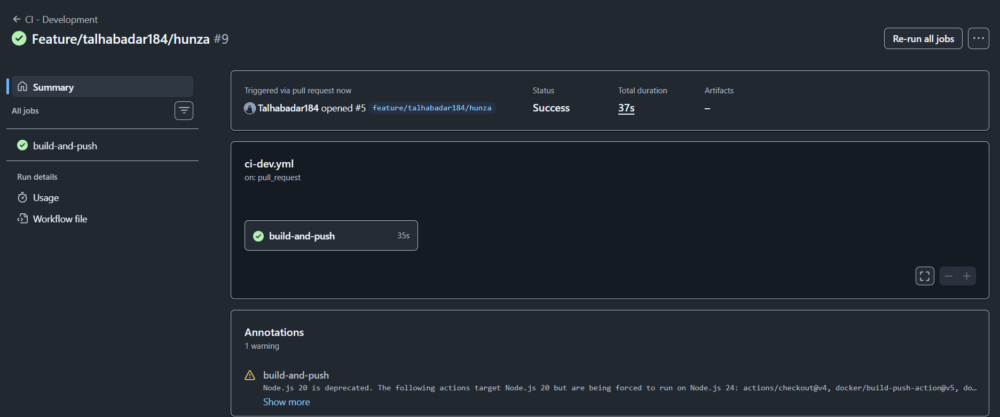 CI - Development
Feature/talhabadar184/hunza #9
Re-run all jobs
Summary
All jobs
build-and-push
Run details
Usage
Workflow file
Triggered via pull request now
Talhabadar184 opened #5 feature/talhabadar184/hunza
Status
Success
Total duration
37s
Artifacts
–
ci-dev.yml
on: pull_request
build-and-push 35s
Annotations
1 warning
build-and-push
Node.js 20 is deprecated. The following actions target Node.js 20 but are being forced to run on Node.js 24: actions/checkout@v4, docker/build-push-action@v5, do…
Show more